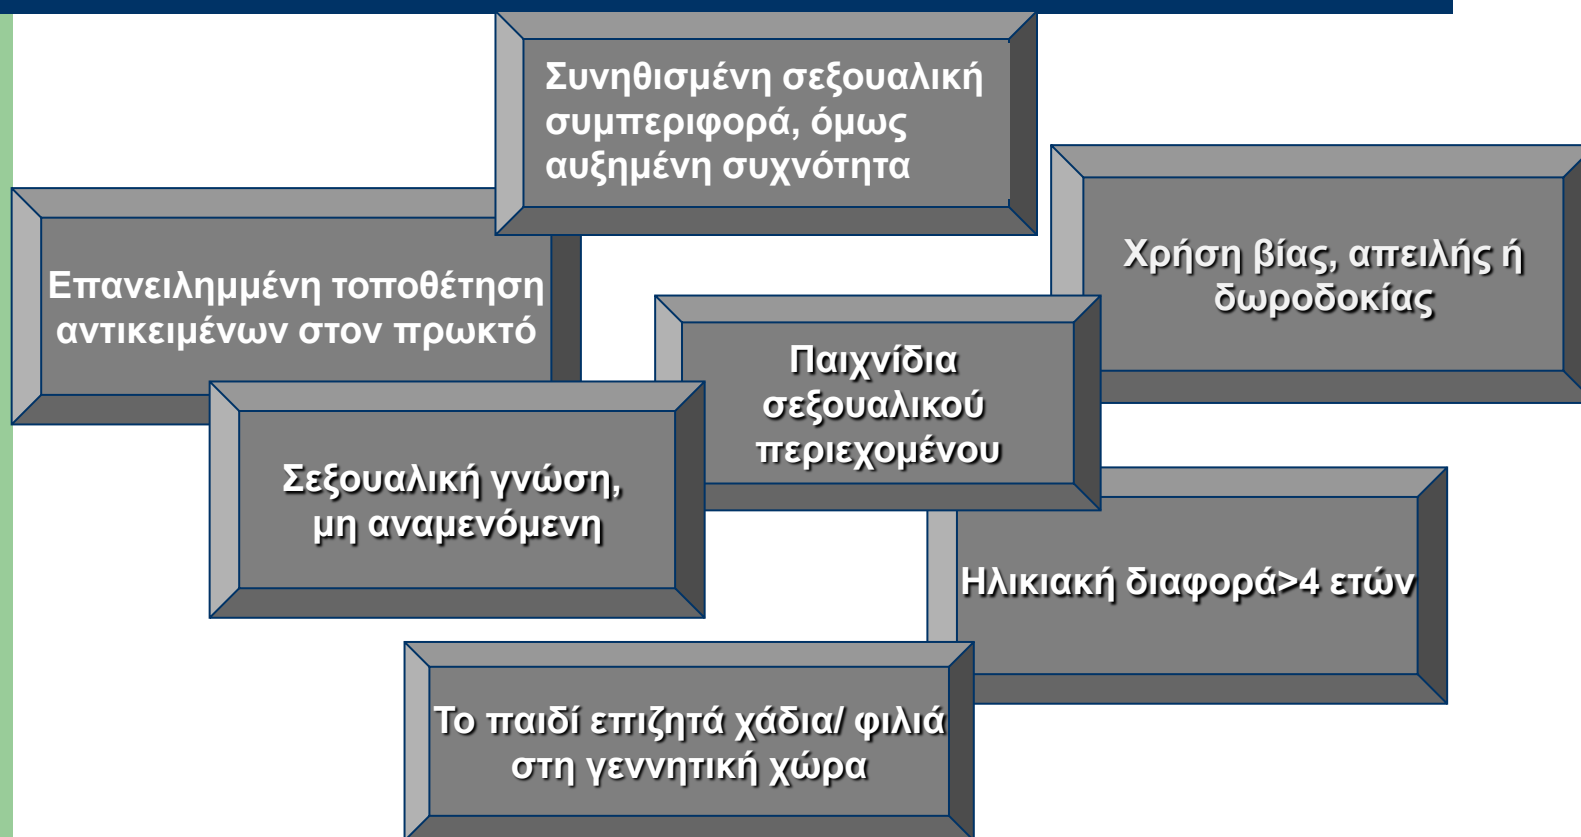 Συνηθισμένη σεξουαλική
συμπεριφορά, όμως
αυξημένη συχνότητα
Επανειλημμένη τοποθέτηση
αντικειμένων στον πρωκτό
Χρήση βίας, απειλής ή
δωροδοκίας
Παιχνίδια
σεξουαλικού
περιεχομένου
Σεξουαλική γνώση,
μη αναμενόμενη
Ηλικιακή διαφορά>4 ετών
Το παιδί επιζητά χάδια/ φιλιά
στη γεννητική χώρα